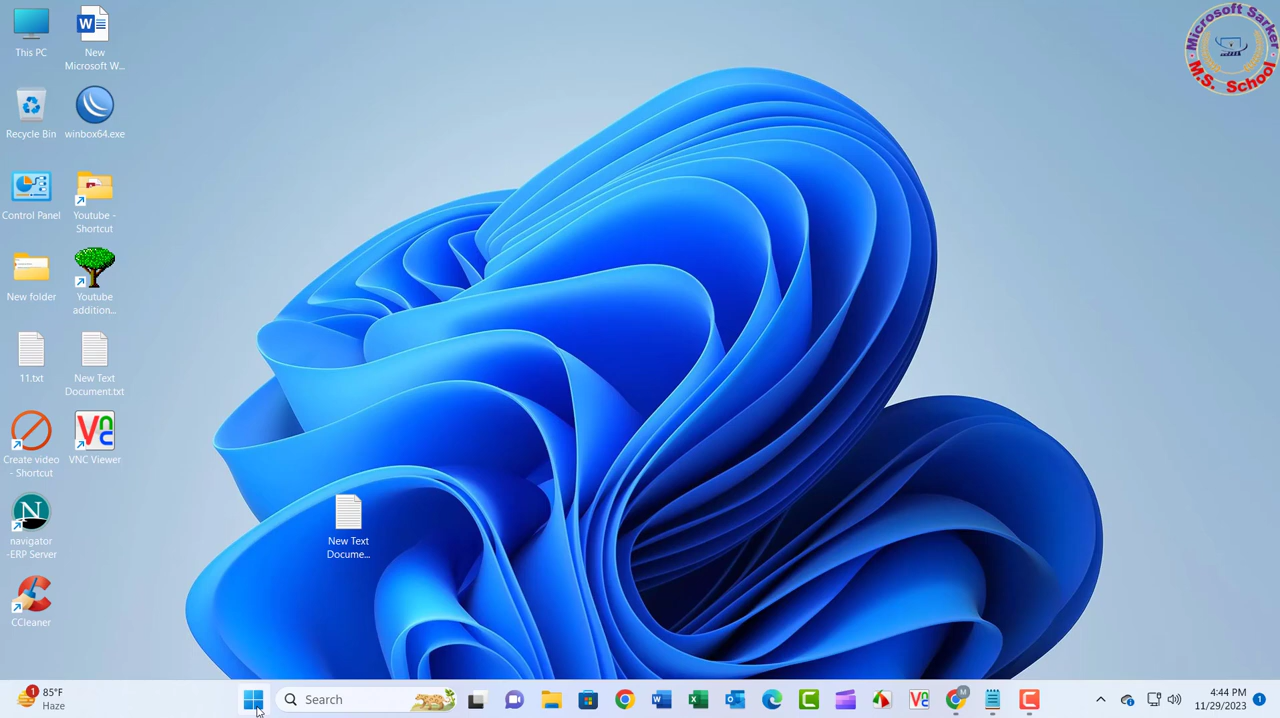 This PC
New
Microsoft W...
Recycle Bin
winbox64.exe
Control Panel
Youtube -
Shortcut
New folder
Youtube
addition...
11.txt
New Text
Document.txt
Create video
- Shortcut
VNC Viewer
navigator
-ERP Server
CCleaner
New Text
Docume...
Microsoft Sarker
M.S. School
1
85°F
Haze
Search
M
4:44 PM
11/29/2023
1